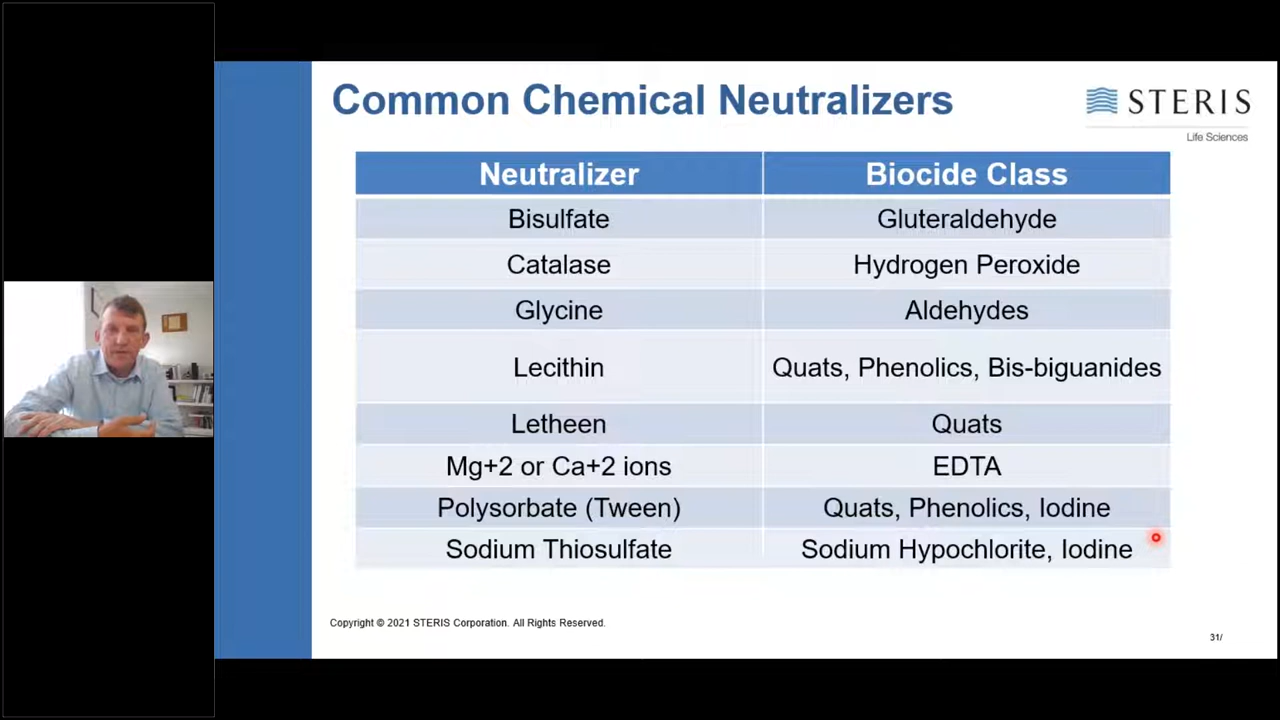 Common Chemical Neutralizers
STERIS
Life Sciences
Neutralizer Biocide Class
Bisulfate Gluteraldehyde
Catalase Hydrogen Peroxide
Glycine Aldehydes
Lecithin Quats, Phenolics, Bis-biguanides
Letheen Quats
Mg+2 or Ca+2 ions EDTA
Polysorbate (Tween) Quats, Phenolics, Iodine
Sodium Thiosulfate Sodium Hypochlorite, Iodine
Copyright © 2021 STERIS Corporation. All Rights Reserved.
31/